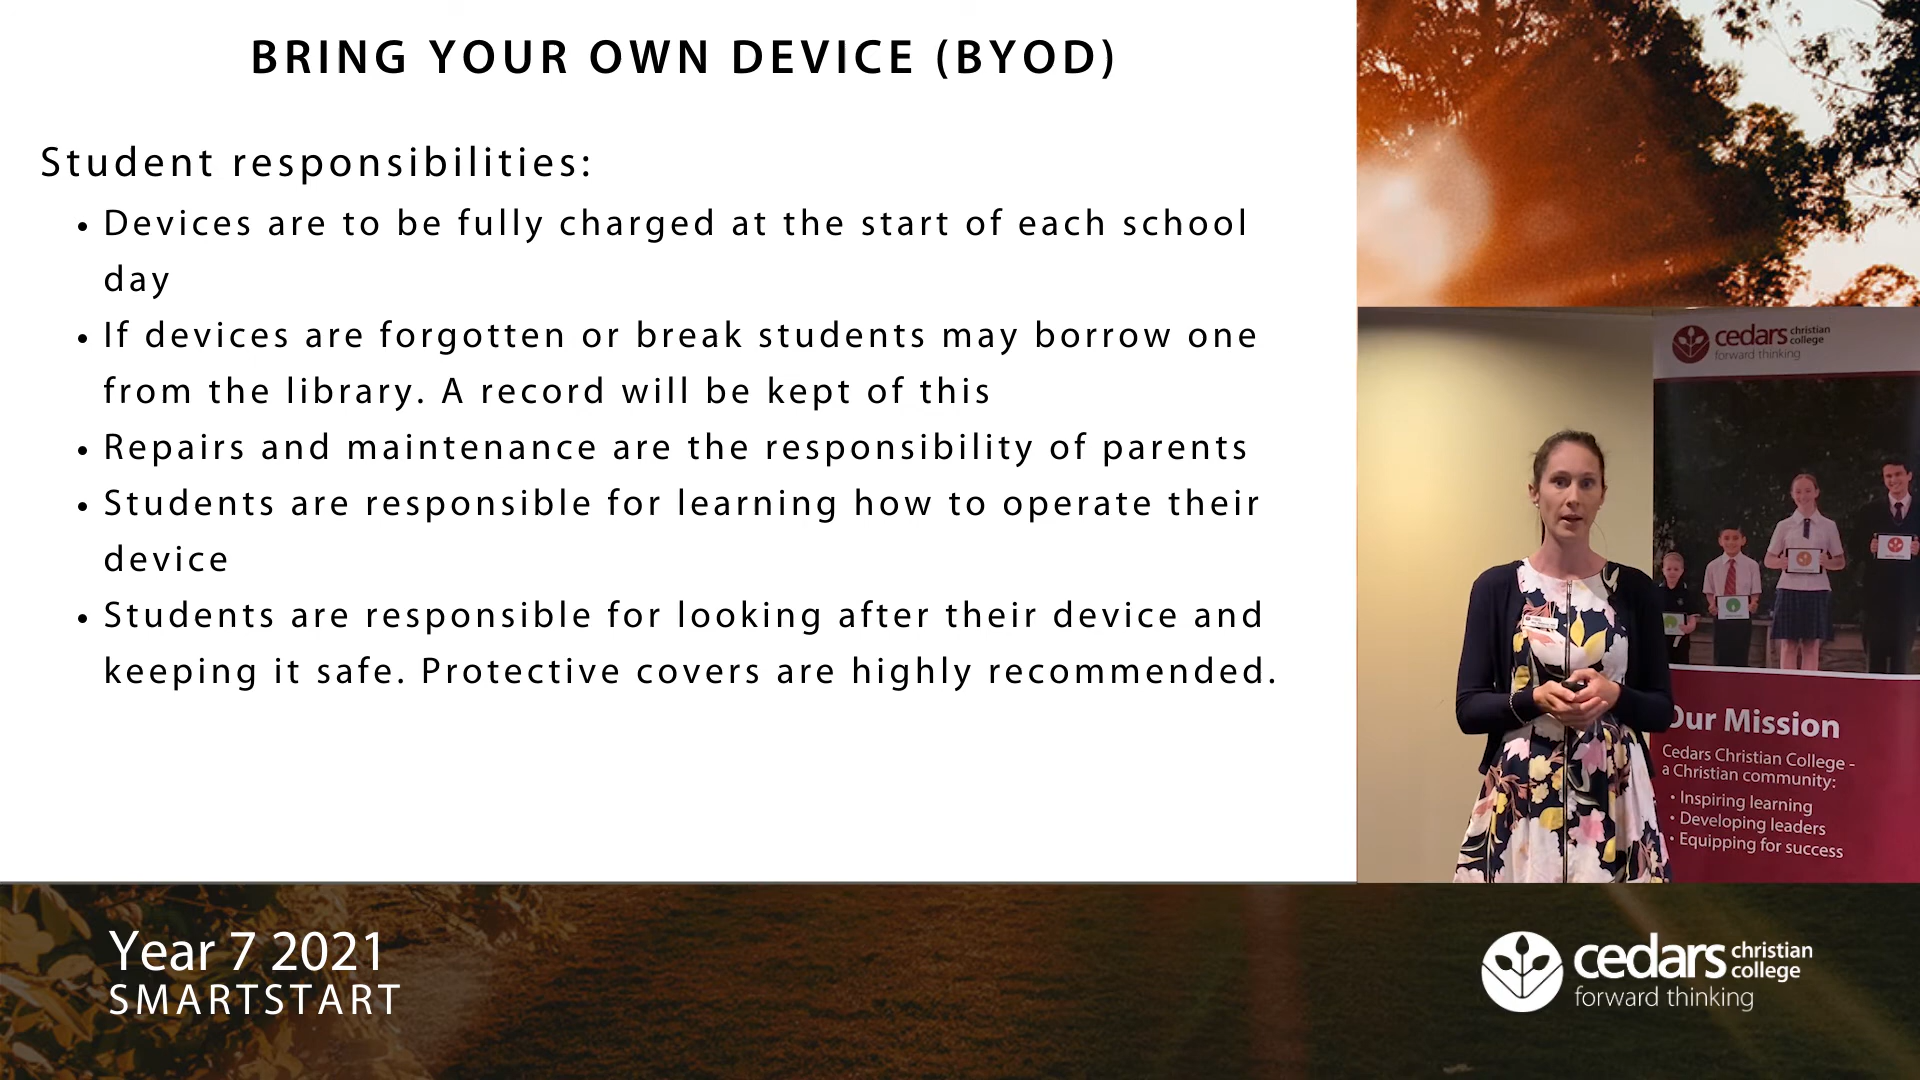 BRING YOUR OWN DEVICE (BYOD)
Student responsibilities:
• Devices are to be fully charged at the start of each school
day
• If devices are forgotten or break students may borrow one
from the library. A record will be kept of this
• Repairs and maintenance are the responsibility of parents
• Students are responsible for learning how to operate their
device
• Students are responsible for looking after their device and
keeping it safe. Protective covers are highly recommended.
cedars christian
college
forward thinking
Our Mission
Cedars Christian College -
a Christian community:
• Inspiring learning
• Developing leaders
• Equipping for success
Year 7 2021
SMARTSTART
cedars christian
college
forward thinking